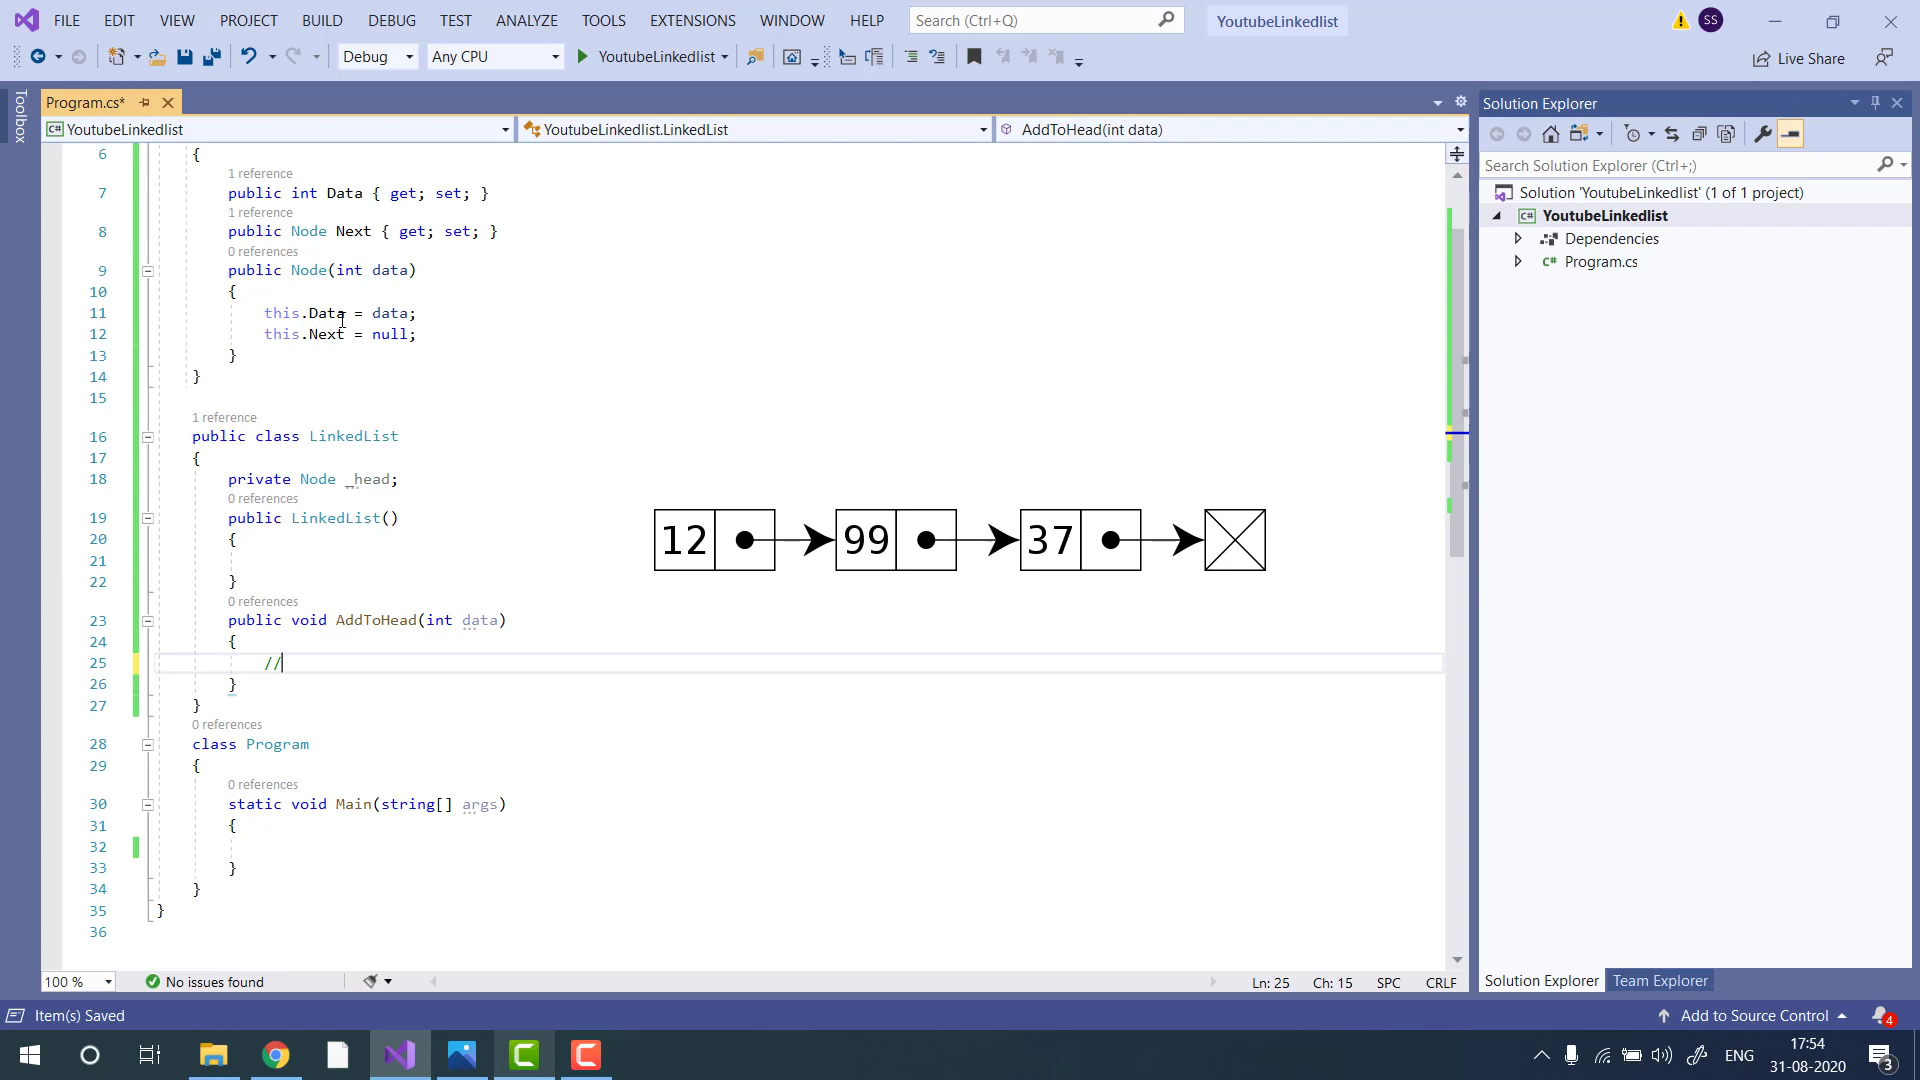 FILE EDIT VIEW PROJECT BUILD DEBUG TEST ANALYZE TOOLS EXTENSIONS WINDOW HELP Search (Ctrl+Q) YoutubeLinkedlist SS
Debug Any CPU YoutubeLinkedlist Live Share
Toolbox
Program.cs*
YoutubeLinkedlist YoutubeLinkedlist.LinkedList AddToHead(int data)
6 {
1 reference
7 public int Data { get; set; }
1 reference
8 public Node Next { get; set; }
0 references
9 public Node(int data)
10 {
11 this.Data = data;
12 this.Next = null;
13 }
14 }
15
1 reference
16 public class LinkedList
17 {
18 private Node _head;
0 references
19 public LinkedList()
20 {
21
22 }
0 references
23 public void AddToHead(int data)
24 {
25 //
26 }
27 }
0 references
28 class Program
29 {
0 references
30 static void Main(string[] args)
31 {
32
33 }
34 }
35 }
36
12 99 37
100 % No issues found Ln: 25 Ch: 15 SPC CRLF
Solution Explorer
Search Solution Explorer (Ctrl+;)
Solution 'YoutubeLinkedlist' (1 of 1 project)
C# YoutubeLinkedlist
Dependencies
C# Program.cs
Solution Explorer Team Explorer
Item(s) Saved Add to Source Control 4
ENG 17:54
31-08-2020 3